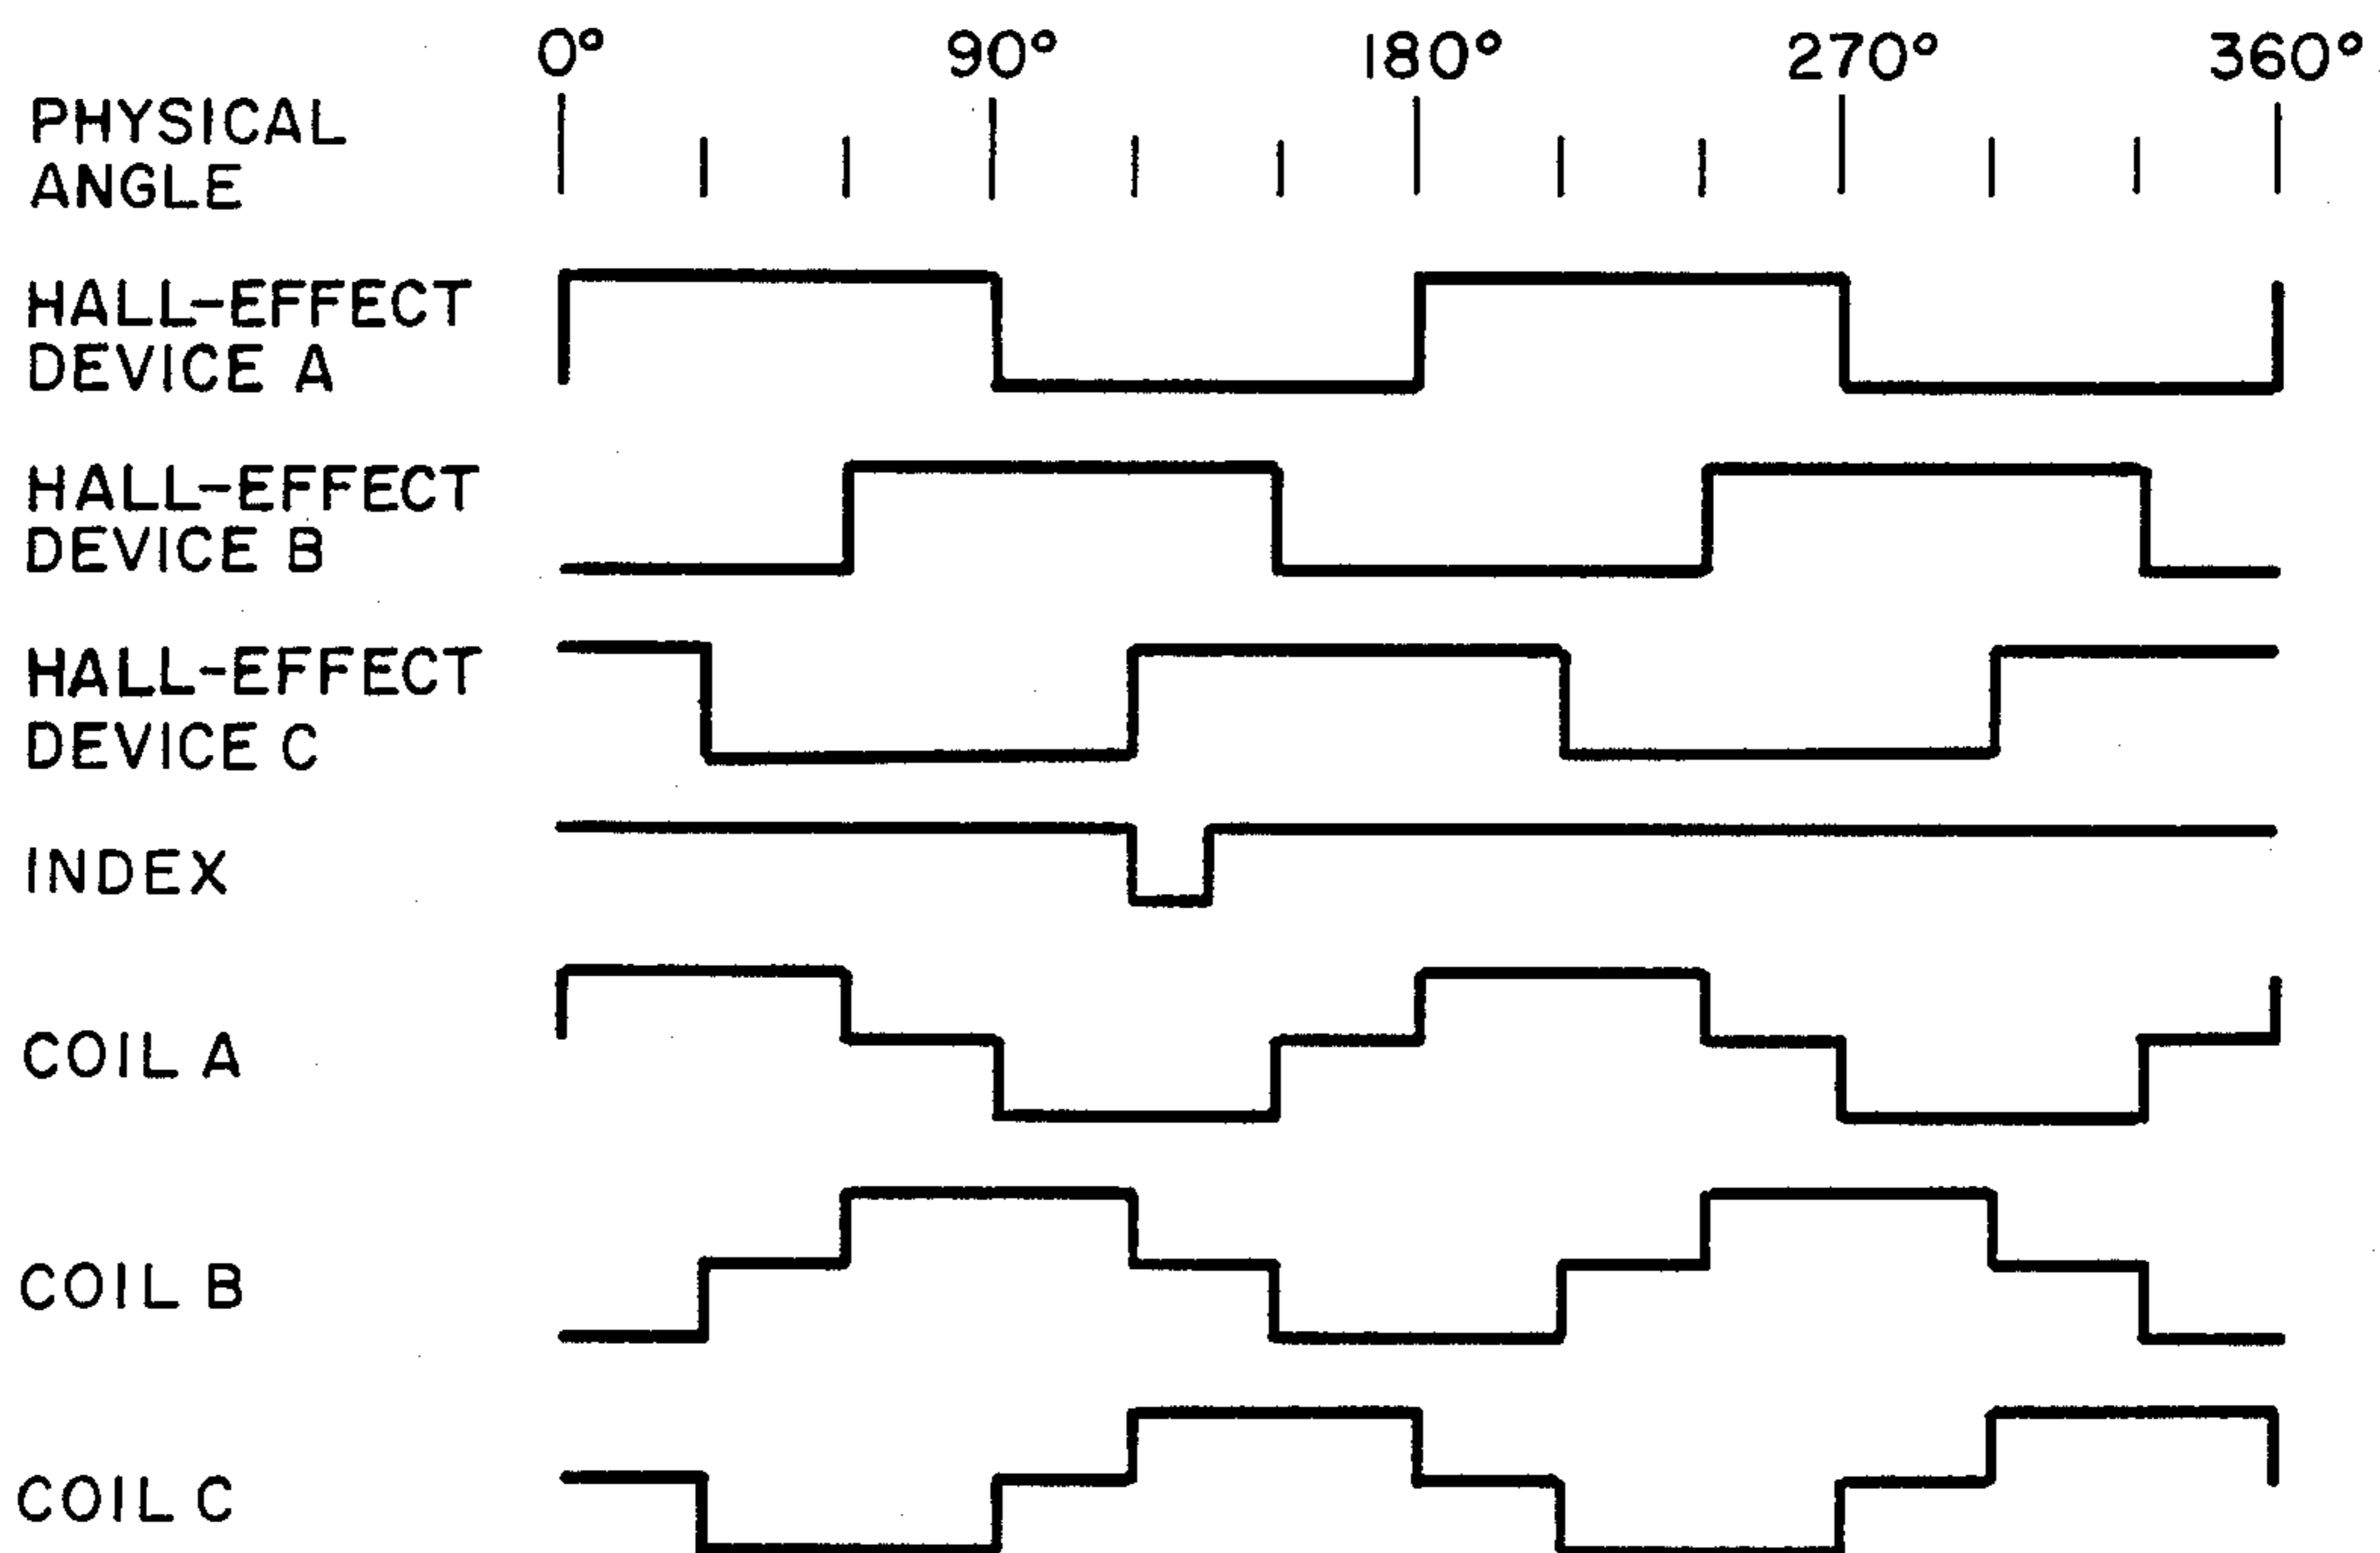 0° 90° 180° 270° 360°
PHYSICAL
ANGLE
HALL-EFFECT
DEVICE A
HALL-EFFECT
DEVICE B
HALL-EFFECT
DEVICE C
INDEX
COIL A
COIL B
COIL C